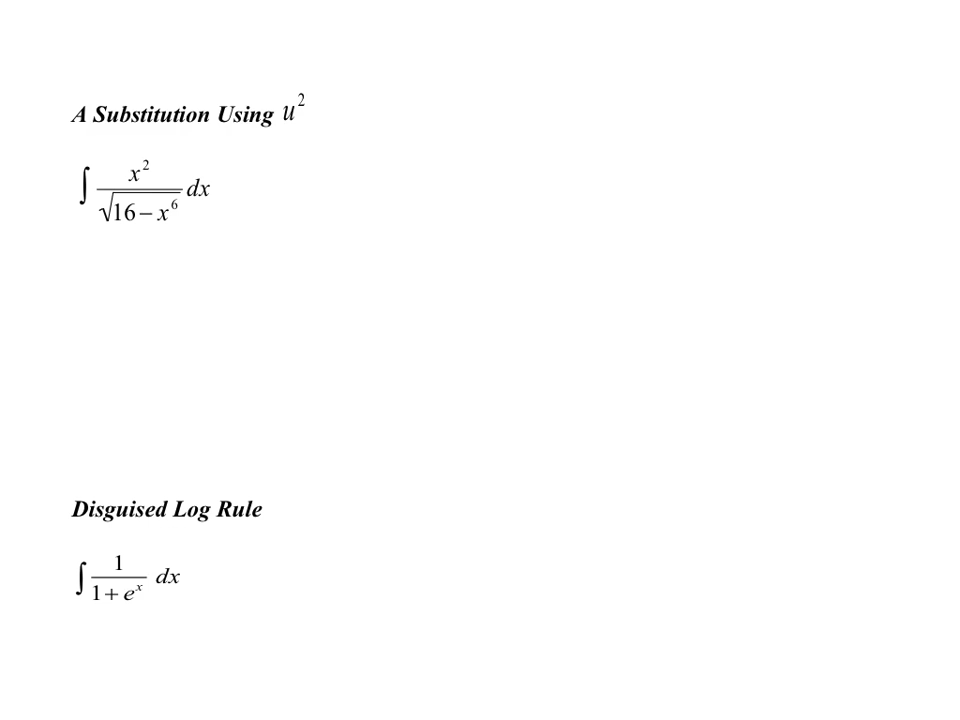 A Substitution Using u²
∫ x² / √(16 − x⁶) dx
Disguised Log Rule
∫ 1 / (1 + eˣ) dx